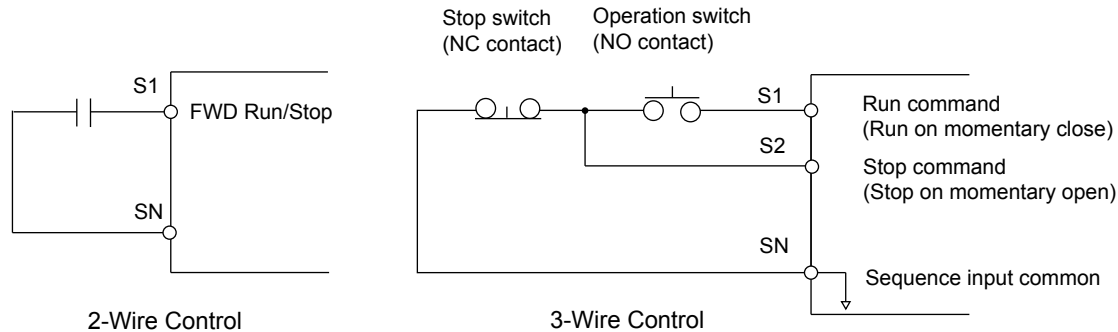 S1
FWD Run/Stop
SN
2-Wire Control
Stop switch
(NC contact)
Operation switch
(NO contact)
S1
Run command
(Run on momentary close)
S2
Stop command
(Stop on momentary open)
SN
Sequence input common
3-Wire Control